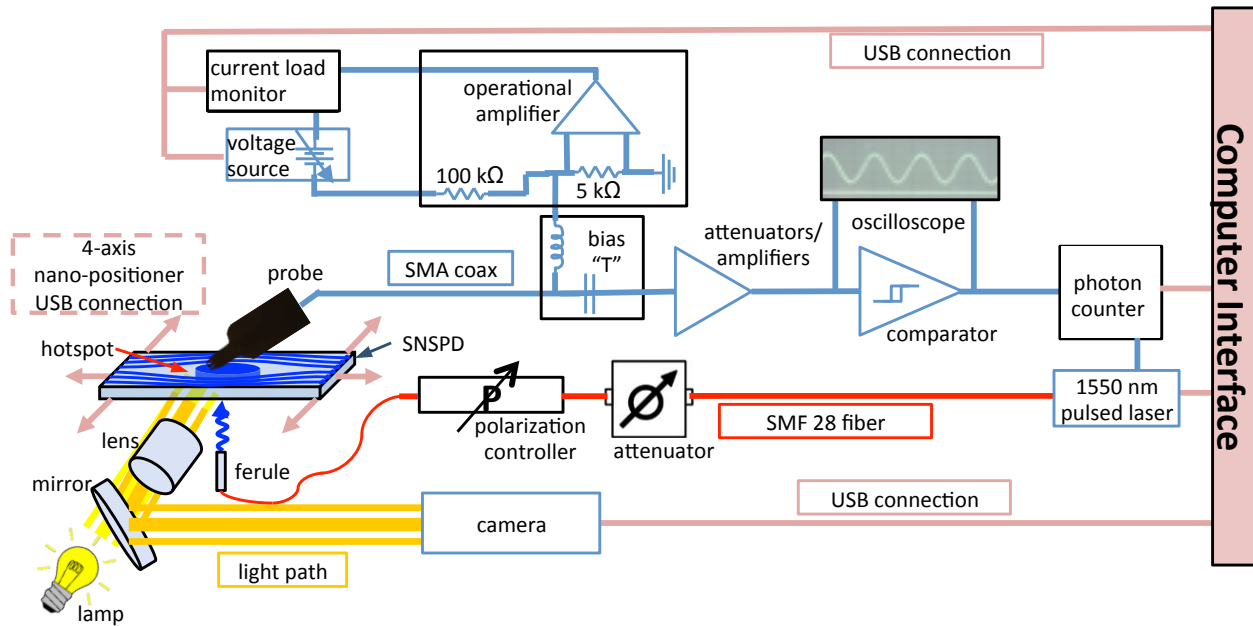 USB connection
current load
monitor
operational
amplifier
voltage
source
100 kΩ
5 kΩ
4-axis
nano-positioner
USB connection
probe
SMA coax
bias
“T”
attenuators/
amplifiers
oscilloscope
comparator
photon
counter
Computer Interface
hotspot
SNSPD
1550 nm
pulsed laser
P
polarization
controller
attenuator
SMF 28 fiber
lens
ferule
mirror
camera
USB connection
light path
lamp